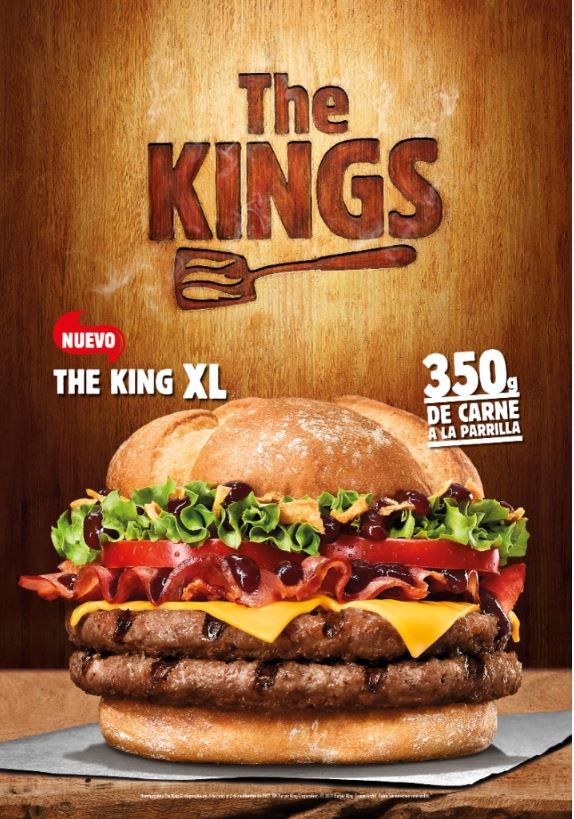 The
KINGS
NUEVO
THE KING XL
350g
DE CARNE
A LA PARRILLA